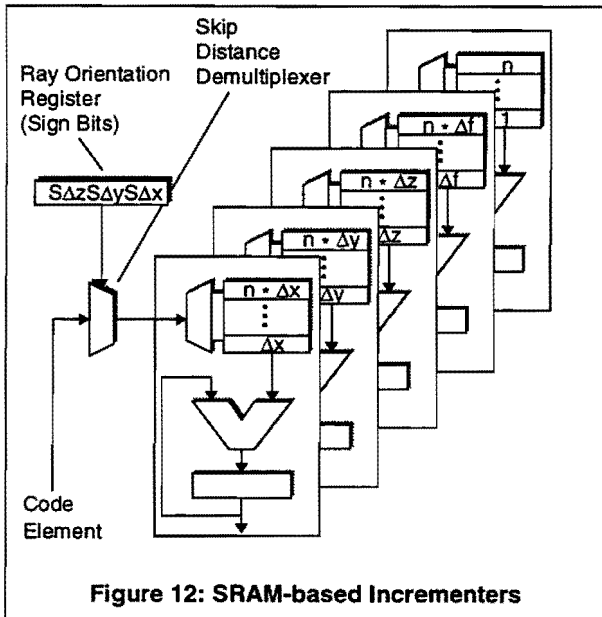 Skip
Distance
Demultiplexer
Ray Orientation
Register
(Sign Bits)
SΔzSΔySΔx
n
1
n * Δf
Δf
n * Δz
Δz
n * Δy
Δy
n * Δx
Δx
Code
Element
Figure 12: SRAM-based Incrementers